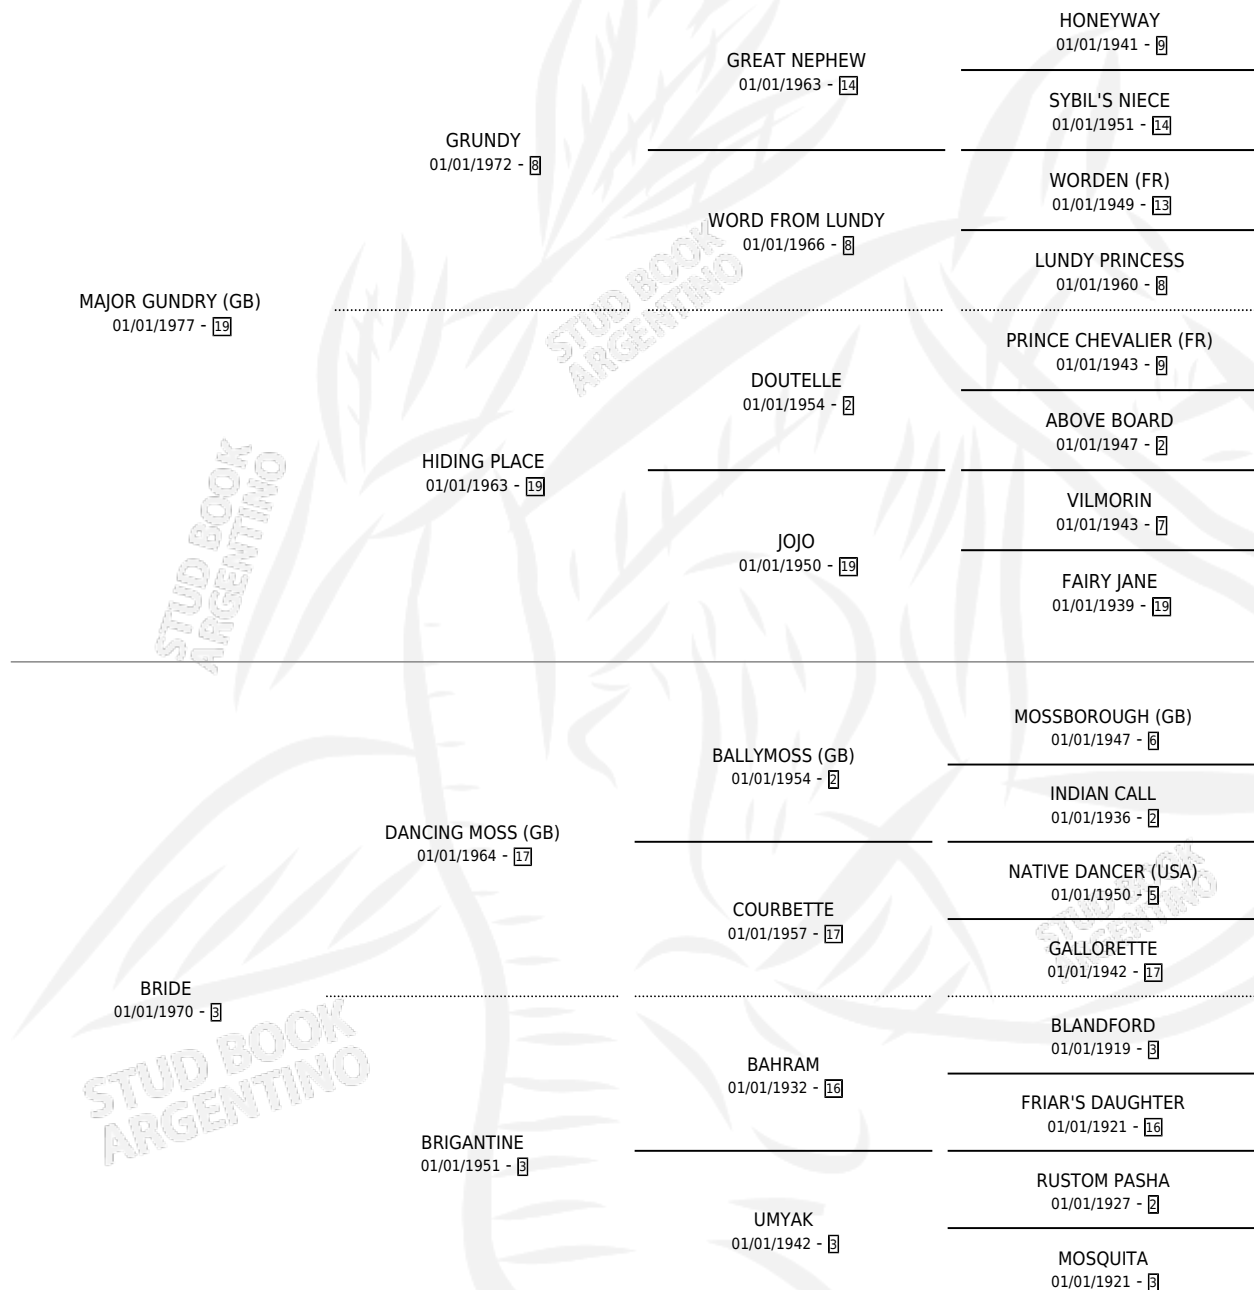 HONEYWAY
01/01/1941 - 9
GREAT NEPHEW
01/01/1963 - 14
SYBIL'S NIECE
01/01/1951 - 14
GRUNDY
01/01/1972 - 8
WORDEN (FR)
01/01/1949 - 13
WORD FROM LUNDY
01/01/1966 - 8
LUNDY PRINCESS
01/01/1960 - 8
MAJOR GUNDRY (GB)
01/01/1977 - 19
STUD BOOK
ARGENTINO
PRINCE CHEVALIER (FR)
01/01/1943 - 9
DOUTELLE
01/01/1954 - 2
ABOVE BOARD
01/01/1947 - 2
HIDING PLACE
01/01/1963 - 19
VILMORIN
01/01/1943 - 7
JOJO
01/01/1950 - 19
FAIRY JANE
01/01/1939 - 19
STUD BOOK
ARGENTINO
MOSSBOROUGH (GB)
01/01/1947 - 6
BALLYMOSS (GB)
01/01/1954 - 2
INDIAN CALL
01/01/1936 - 2
DANCING MOSS (GB)
01/01/1964 - 17
NATIVE DANCER (USA)
01/01/1950 - 5
COURBETTE
01/01/1957 - 17
STUD BOOK
ARGENTINO
GALLORETTE
01/01/1942 - 17
BRIDE
01/01/1970 - 3
BLANDFORD
01/01/1919 - 3
STUD BOOK
ARGENTINO
BAHRAM
01/01/1932 - 16
FRIAR'S DAUGHTER
01/01/1921 - 16
BRIGANTINE
01/01/1951 - 3
RUSTOM PASHA
01/01/1927 - 2
UMYAK
01/01/1942 - 3
MOSQUITA
01/01/1921 - 3